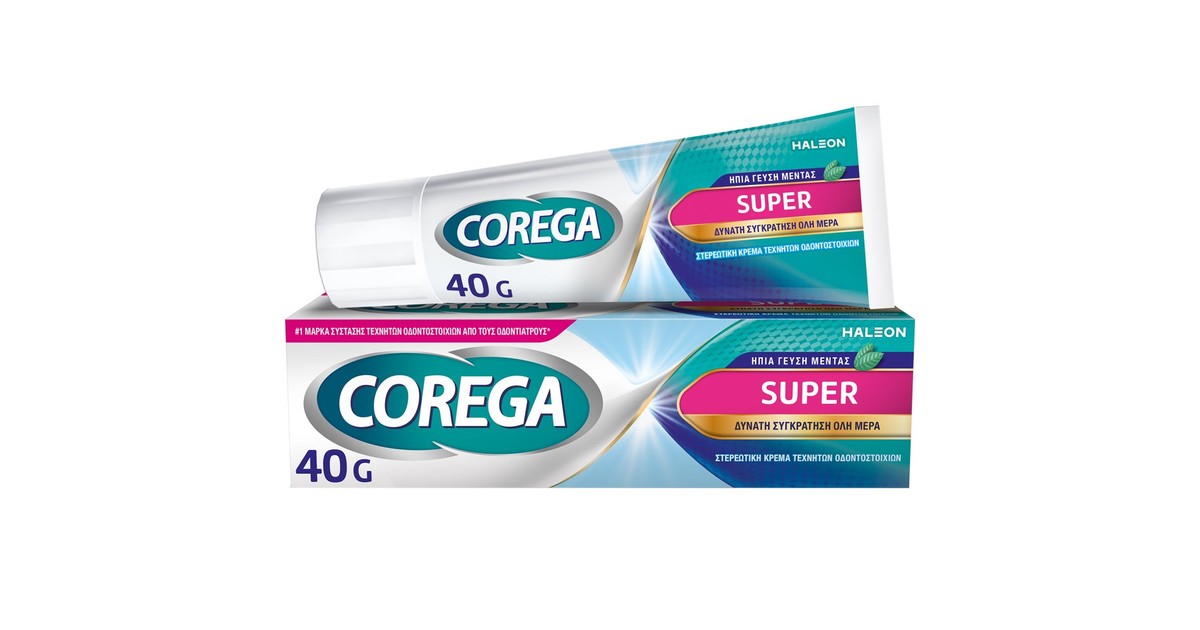 HALEON
ΗΠΙΑ ΓΕΥΣΗ ΜΕΝΤΑΣ
SUPER
ΔΥΝΑΤΗ ΣΥΓΚΡΑΤΗΣΗ ΟΛΗ ΜΕΡΑ
ΣΤΕΡΕΩΤΙΚΗ ΚΡΕΜΑ ΤΕΧΝΗΤΩΝ ΟΔΟΝΤΟΣΤΟΙΧΙΩΝ
COREGA
40 G
COREGA
SUPER
#1 ΜΑΡΚΑ ΣΥΣΤΑΣΗΣ ΤΕΧΝΗΤΩΝ ΟΔΟΝΤΟΣΤΟΙΧΙΩΝ ΑΠΟ ΤΟΥΣ ΟΔΟΝΤΙΑΤΡΟΥΣ*
HALEON
ΗΠΙΑ ΓΕΥΣΗ ΜΕΝΤΑΣ
COREGA
SUPER
ΔΥΝΑΤΗ ΣΥΓΚΡΑΤΗΣΗ ΟΛΗ ΜΕΡΑ
ΣΤΕΡΕΩΤΙΚΗ ΚΡΕΜΑ ΤΕΧΝΗΤΩΝ ΟΔΟΝΤΟΣΤΟΙΧΙΩΝ
40 G